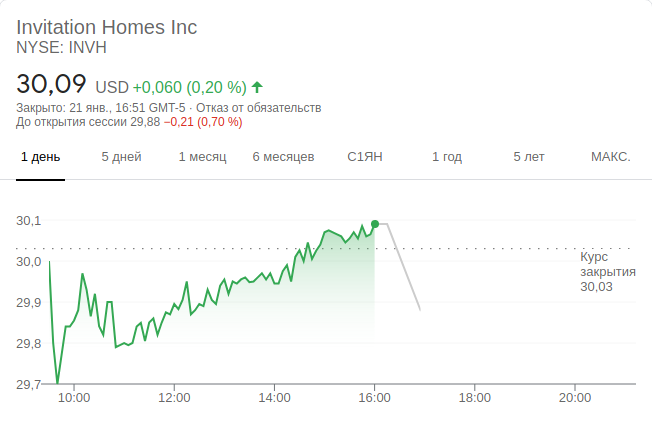 Invitation Homes Inc
NYSE: INVH
30,09 USD +0,060 (0,20 %)
Закрыто: 21 янв., 16:51 GMT-5 · Отказ от обязательств
До открытия сессии 29,88 −0,21 (0,70 %)
1 день 5 дней 1 месяц 6 месяцев С1ЯН 1 год 5 лет МАКС.
30,1
30,0
29,9
29,8
29,7
Курс
закрытия
30,03
10:00 12:00 14:00 16:00 18:00 20:00